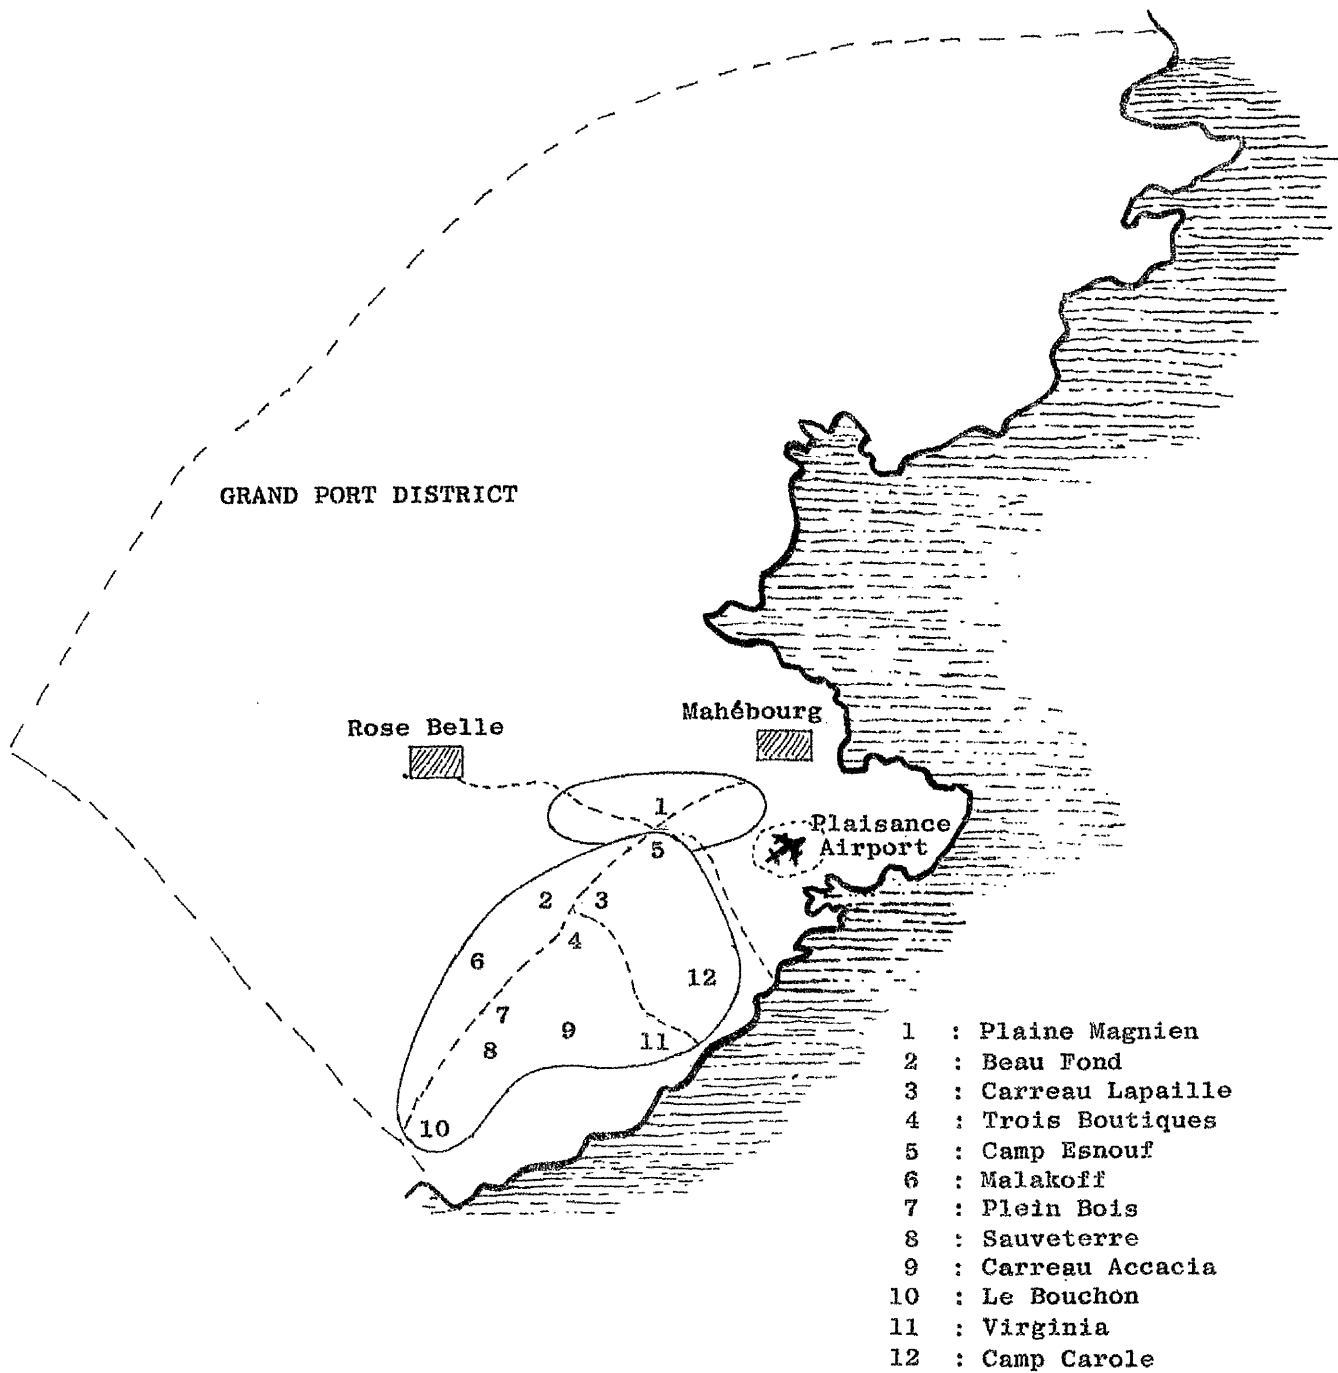 GRAND PORT DISTRICT
Rose Belle
Mahébourg
Plaisance
Airport
1
5
2
3
4
6
12
7
9
8
11
10
1 : Plaine Magnien
2 : Beau Fond
3 : Carreau Lapaille
4 : Trois Boutiques
5 : Camp Esnouf
6 : Malakoff
7 : Plein Bois
8 : Sauveterre
9 : Carreau Accacia
10 : Le Bouchon
11 : Virginia
12 : Camp Carole